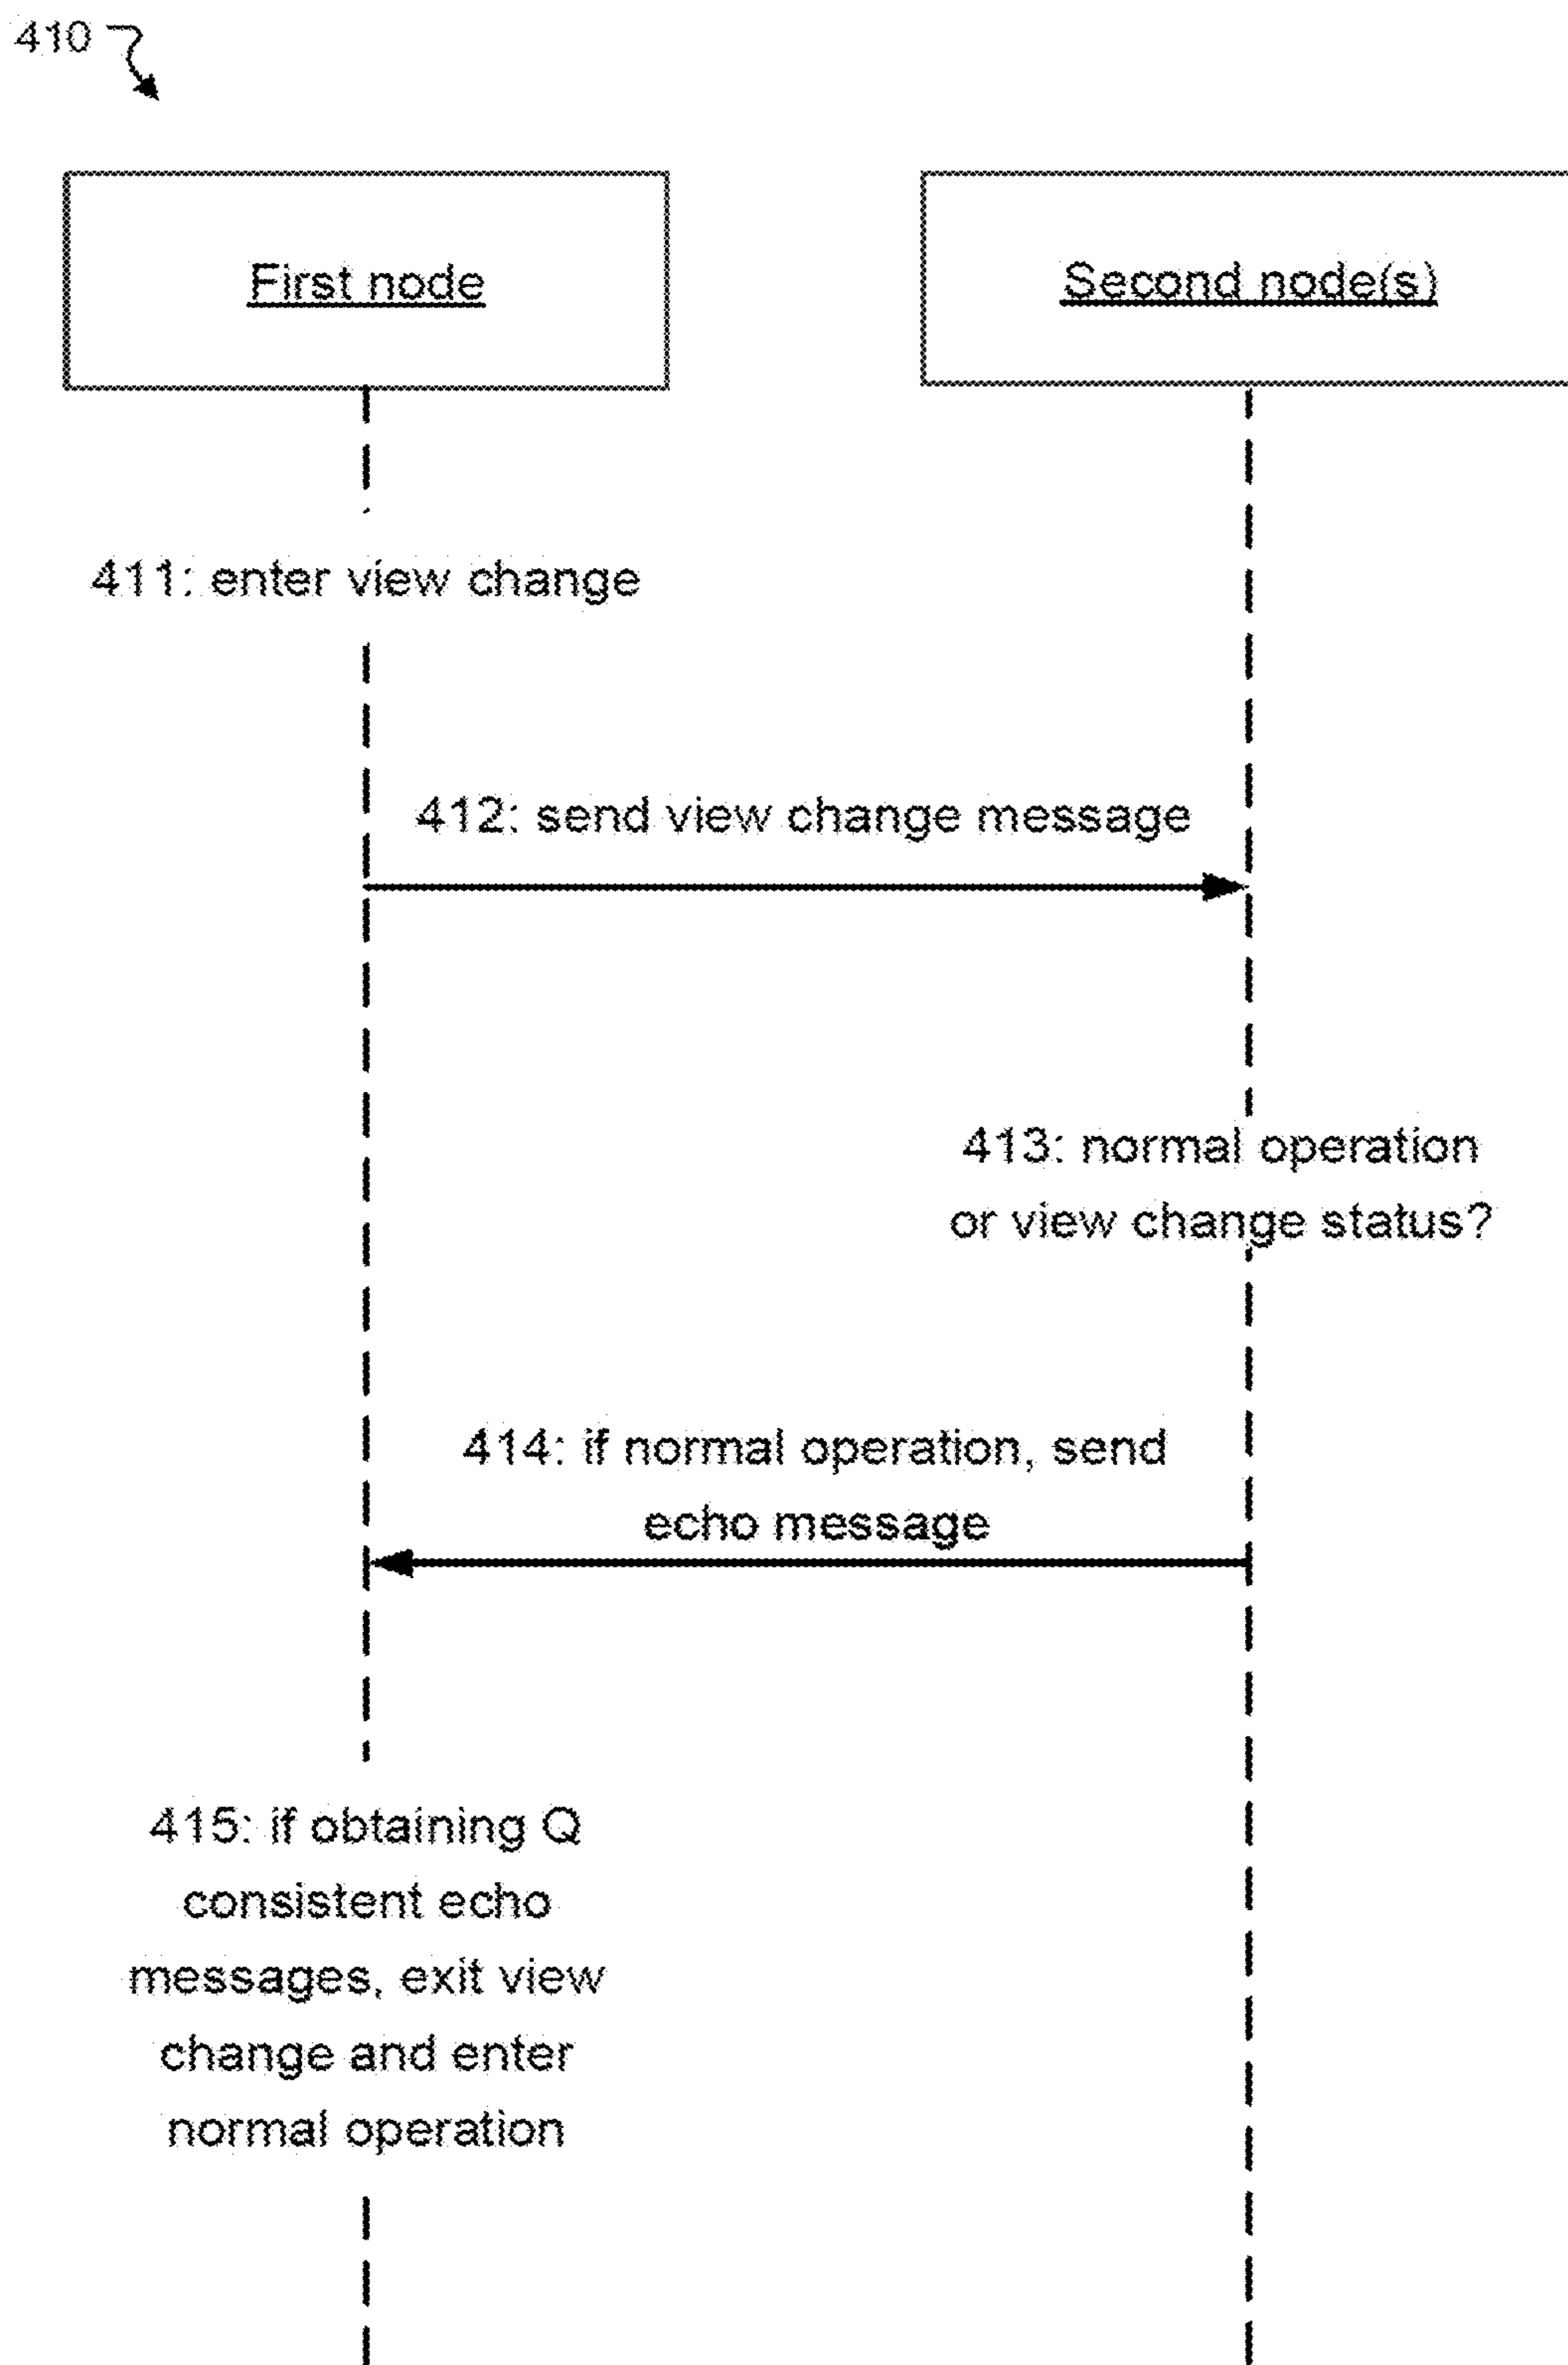 410
First node
Second node(s)
411: enter view change
412: send view change message
413: normal operation
or view change status?
414: if normal operation, send
echo message
415: if obtaining Q
consistent echo
messages, exit view
change and enter
normal operation